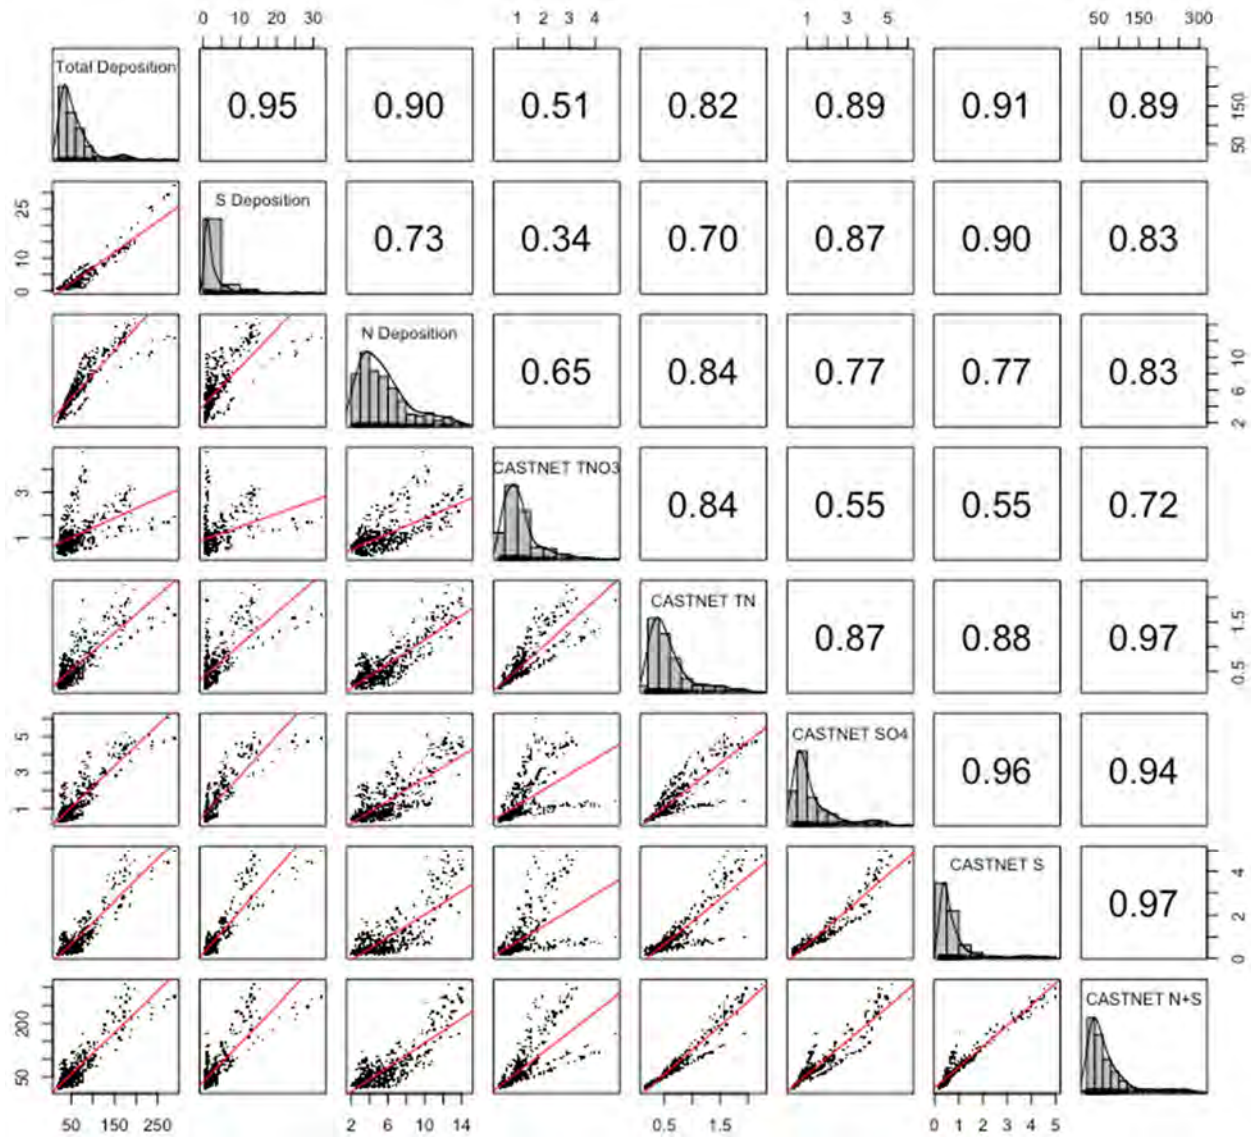 0 10 20 30 1 2 3 4 1 3 5 50 150 300
Total Deposition
0.95 0.90 0.51 0.82 0.89 0.91 0.89
50 150
S Deposition
0 10 25
0.73 0.34 0.70 0.87 0.90 0.83
N Deposition
0.65 0.84 0.77 0.77 0.83
2 6 10
CASTNET TNO3
1 3
0.84 0.55 0.55 0.72
CASTNET TN
0.87 0.88 0.97
0.5 1.5
CASTNET SO4
1 3 5
0.96 0.94
CASTNET S
0.97
0 2 4
CASTNET N+S
50 200
50 150 250 2 6 10 14 0.5 1.5 0 1 2 3 4 5